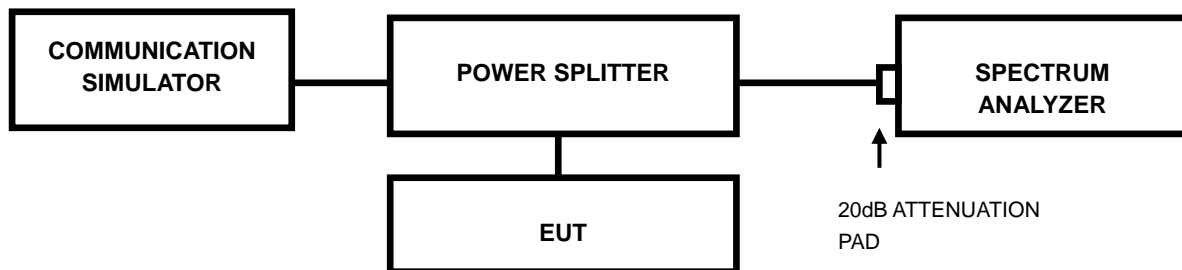 COMMUNICATION
SIMULATOR
POWER SPLITTER
SPECTRUM
ANALYZER
EUT
20dB ATTENUATION
PAD